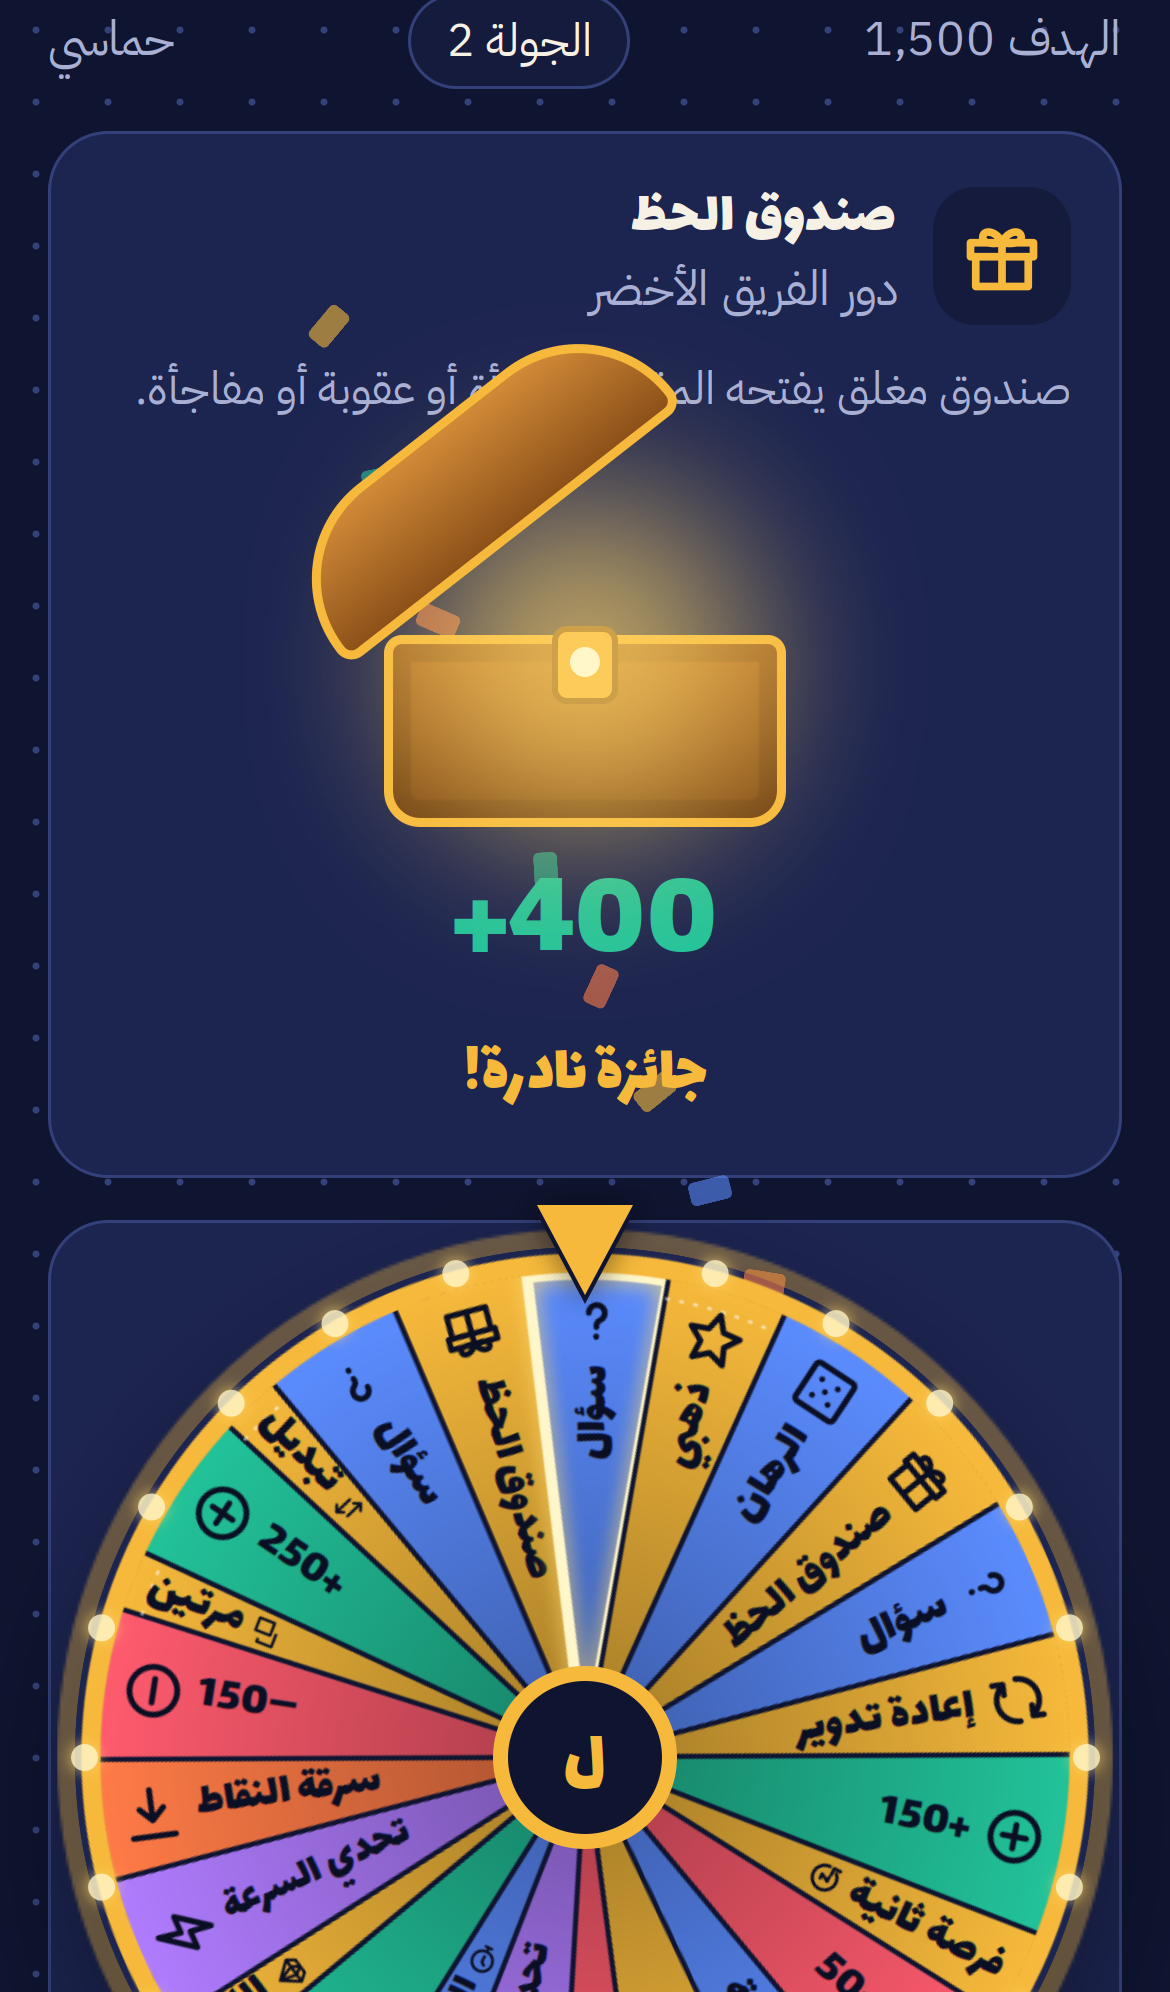 الهدف 1,500
الجولة 2
حماسي
صندوق الحظ
دور الفريق الأخضر
صندوق مغلق يفتحه
أو عقوبة أو مفاجأة.
+400
جائزة نادرة!
سؤال
ذهبي
الرهان
صندوق الحظ
سؤال
إعادة تدوير
150+
فرصة ثانية
50
صندوق الحظ
سؤال
تبديل
250+
مرتين
150−
سرقة النقاط
تحدي السرعة
ل